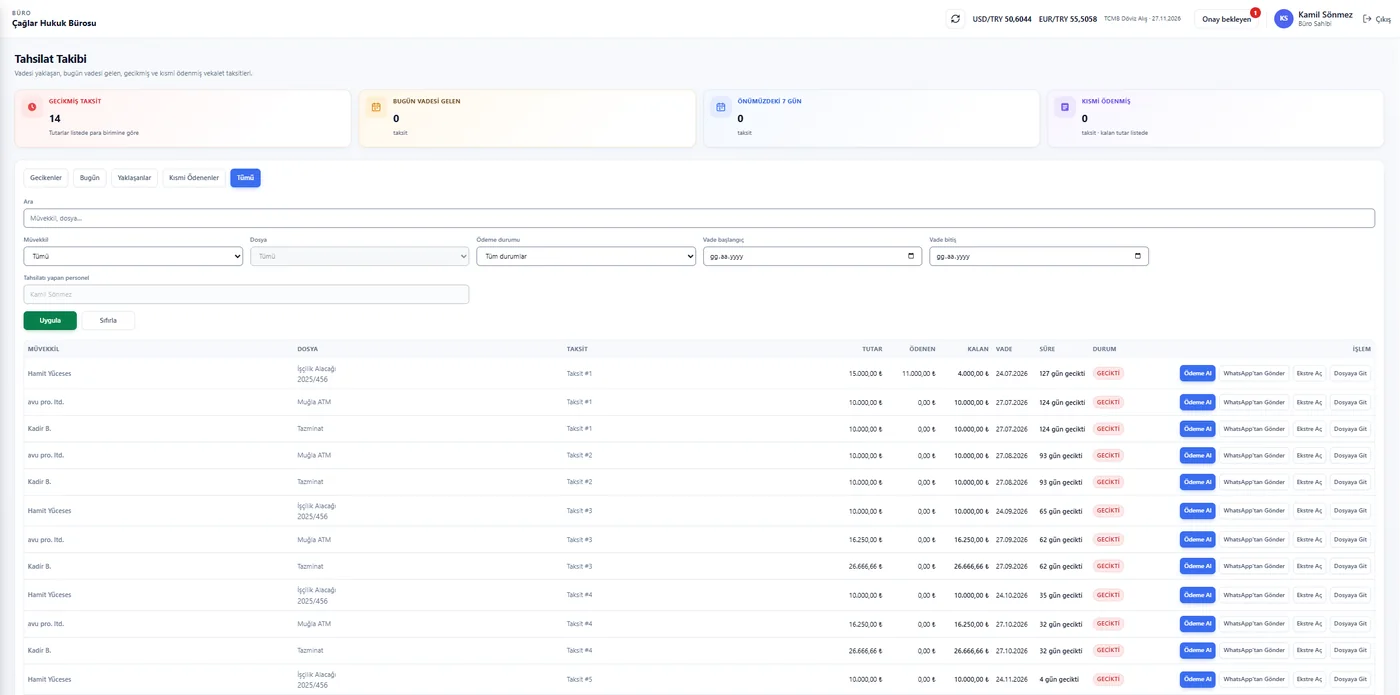 BÜRO
Çağlar Hukuk Bürosu
USD/TRY 50,6044 EUR/TRY 55,5058 TCMB Döviz Alış · 27.11.2026
Onay bekleyen 1
KS Kamil Sönmez
Büro Sahibi
Çıkış
Tahsilat Takibi
Vadesi yaklaşan, bugün vadesi gelen, gecikmiş ve kısmi ödenmiş vekalet taksitleri.
GECİKMİŞ TAKSİT
14
Tutarlar listede para birimine göre
BUGÜN VADESİ GELEN
0
taksit
ÖNÜMÜZDEKİ 7 GÜN
0
taksit
KISMİ ÖDENMİŞ
0
taksit · kalan tutar listede
Gecikenler Bugün Yaklaşanlar Kısmi Ödenenler Tümü
Ara
Müvekkil, dosya...
Müvekkil Dosya Ödeme durumu Vade başlangıç Vade bitiş
Tümü Tümü Tüm durumlar gg.aa.yyyy gg.aa.yyyy
Tahsilatı yapan personel
Kamil Sönmez
Uygula Sıfırla
MÜVEKKİL DOSYA TAKSİT TUTAR ÖDENEN KALAN VADE SÜRE DURUM İŞLEM
Hamit Yüceses İşçilik Alacağı 2025/456 Taksit #1 15.000,00 ₺ 11.000,00 ₺ 4.000,00 ₺ 24.07.2026 127 gün gecikti GECİKTİ Ödeme Al WhatsApp'tan Gönder Ekstre Aç Dosyaya Git
avu pro. ltd. Muğla ATM Taksit #1 10.000,00 ₺ 0,00 ₺ 10.000,00 ₺ 27.07.2026 124 gün gecikti GECİKTİ Ödeme Al WhatsApp'tan Gönder Ekstre Aç Dosyaya Git
Kadir B. Tazminat Taksit #1 10.000,00 ₺ 0,00 ₺ 10.000,00 ₺ 27.07.2026 124 gün gecikti GECİKTİ Ödeme Al WhatsApp'tan Gönder Ekstre Aç Dosyaya Git
avu pro. ltd. Muğla ATM Taksit #2 10.000,00 ₺ 0,00 ₺ 10.000,00 ₺ 27.08.2026 93 gün gecikti GECİKTİ Ödeme Al WhatsApp'tan Gönder Ekstre Aç Dosyaya Git
Kadir B. Tazminat Taksit #2 10.000,00 ₺ 0,00 ₺ 10.000,00 ₺ 27.08.2026 93 gün gecikti GECİKTİ Ödeme Al WhatsApp'tan Gönder Ekstre Aç Dosyaya Git
Hamit Yüceses İşçilik Alacağı 2025/456 Taksit #3 10.000,00 ₺ 0,00 ₺ 10.000,00 ₺ 24.09.2026 65 gün gecikti GECİKTİ Ödeme Al WhatsApp'tan Gönder Ekstre Aç Dosyaya Git
avu pro. ltd. Muğla ATM Taksit #3 16.250,00 ₺ 0,00 ₺ 16.250,00 ₺ 27.09.2026 62 gün gecikti GECİKTİ Ödeme Al WhatsApp'tan Gönder Ekstre Aç Dosyaya Git
Kadir B. Tazminat Taksit #3 26.666,66 ₺ 0,00 ₺ 26.666,66 ₺ 27.09.2026 62 gün gecikti GECİKTİ Ödeme Al WhatsApp'tan Gönder Ekstre Aç Dosyaya Git
Hamit Yüceses İşçilik Alacağı 2025/456 Taksit #4 10.000,00 ₺ 0,00 ₺ 10.000,00 ₺ 24.10.2026 35 gün gecikti GECİKTİ Ödeme Al WhatsApp'tan Gönder Ekstre Aç Dosyaya Git
avu pro. ltd. Muğla ATM Taksit #4 16.250,00 ₺ 0,00 ₺ 16.250,00 ₺ 27.10.2026 32 gün gecikti GECİKTİ Ödeme Al WhatsApp'tan Gönder Ekstre Aç Dosyaya Git
Kadir B. Tazminat Taksit #4 26.666,66 ₺ 0,00 ₺ 26.666,66 ₺ 27.10.2026 32 gün gecikti GECİKTİ Ödeme Al WhatsApp'tan Gönder Ekstre Aç Dosyaya Git
Hamit Yüceses İşçilik Alacağı 2025/456 Taksit #5 10.000,00 ₺ 0,00 ₺ 10.000,00 ₺ 24.11.2026 4 gün gecikti GECİKTİ Ödeme Al WhatsApp'tan Gönder Ekstre Aç Dosyaya Git